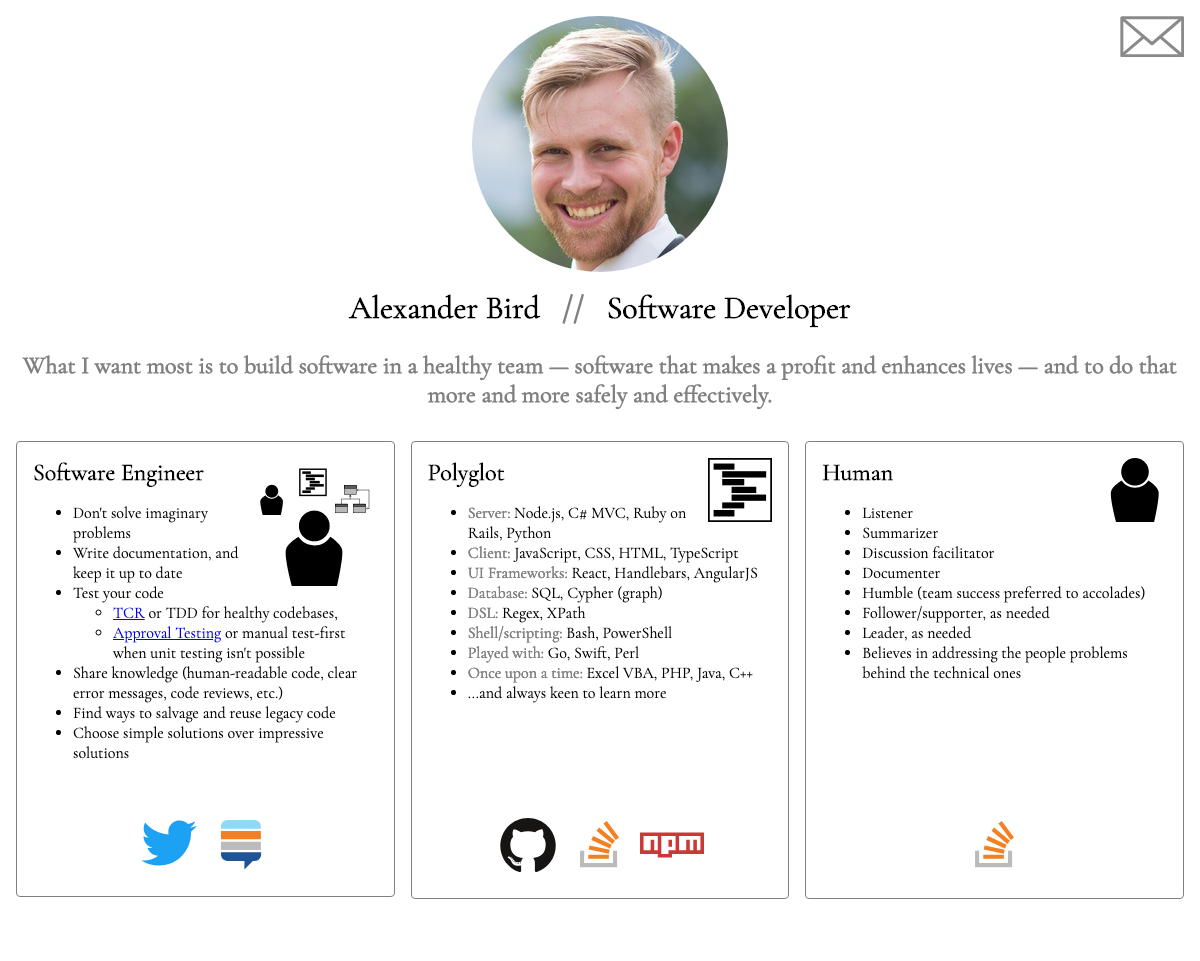 Alexander Bird // Software Developer
What I want most is to build software in a healthy team — software that makes a profit and enhances lives — and to do that
more and more safely and effectively.
Software Engineer
Don't solve imaginary
problems
Write documentation, and
keep it up to date
Test your code
TCR or TDD for healthy codebases,
Approval Testing or manual test-first
when unit testing isn't possible
Share knowledge (human-readable code, clear
error messages, code reviews, etc.)
Find ways to salvage and reuse legacy code
Choose simple solutions over impressive
solutions
Polyglot
Server: Node.js, C# MVC, Ruby on
Rails, Python
Client: JavaScript, CSS, HTML, TypeScript
UI Frameworks: React, Handlebars, AngularJS
Database: SQL, Cypher (graph)
DSL: Regex, XPath
Shell/scripting: Bash, PowerShell
Played with: Go, Swift, Perl
Once upon a time: Excel VBA, PHP, Java, C++
...and always keen to learn more
npm
Human
Listener
Summarizer
Discussion facilitator
Documenter
Humble (team success preferred to accolades)
Follower/supporter, as needed
Leader, as needed
Believes in addressing the people problems
behind the technical ones